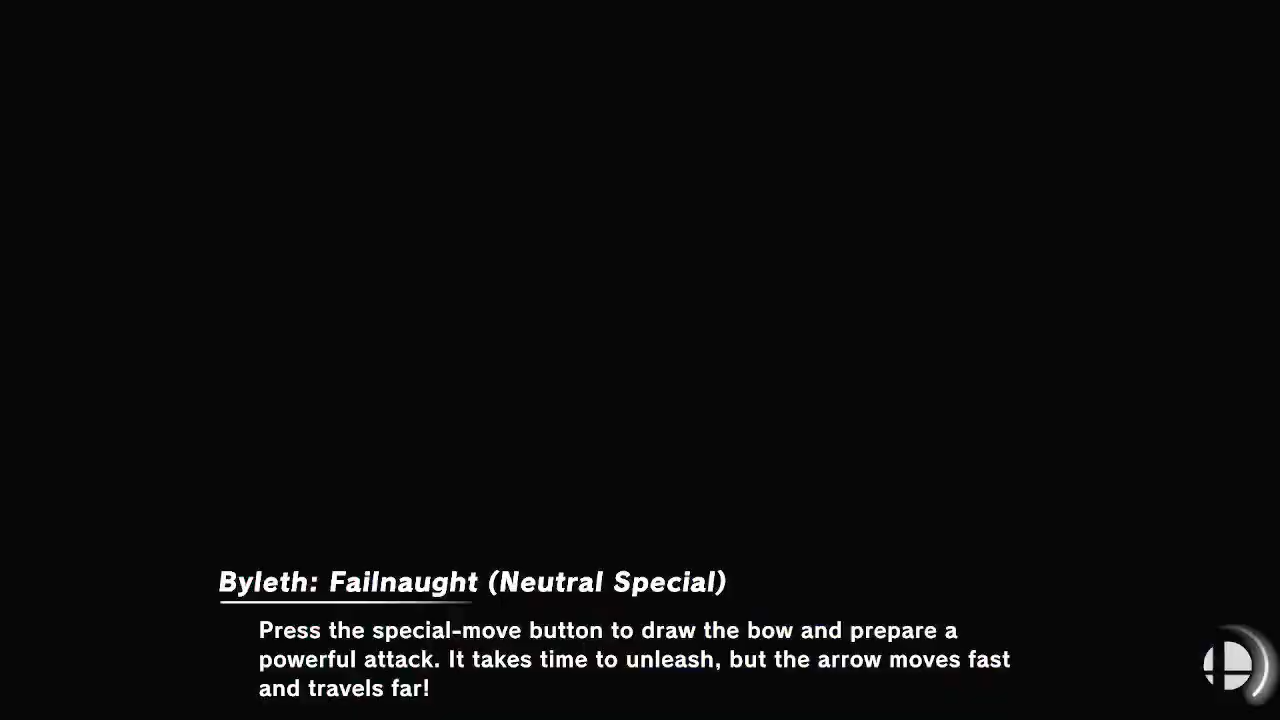 Byleth: Failnaught (Neutral Special)
Press the special-move button to draw the bow and prepare a
powerful attack. It takes time to unleash, but the arrow moves fast
and travels far!